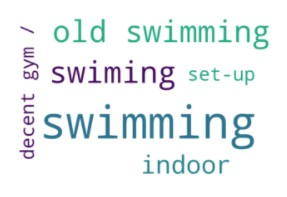 old swimming
swiming
set-up
decent gym /
swimming
indoor